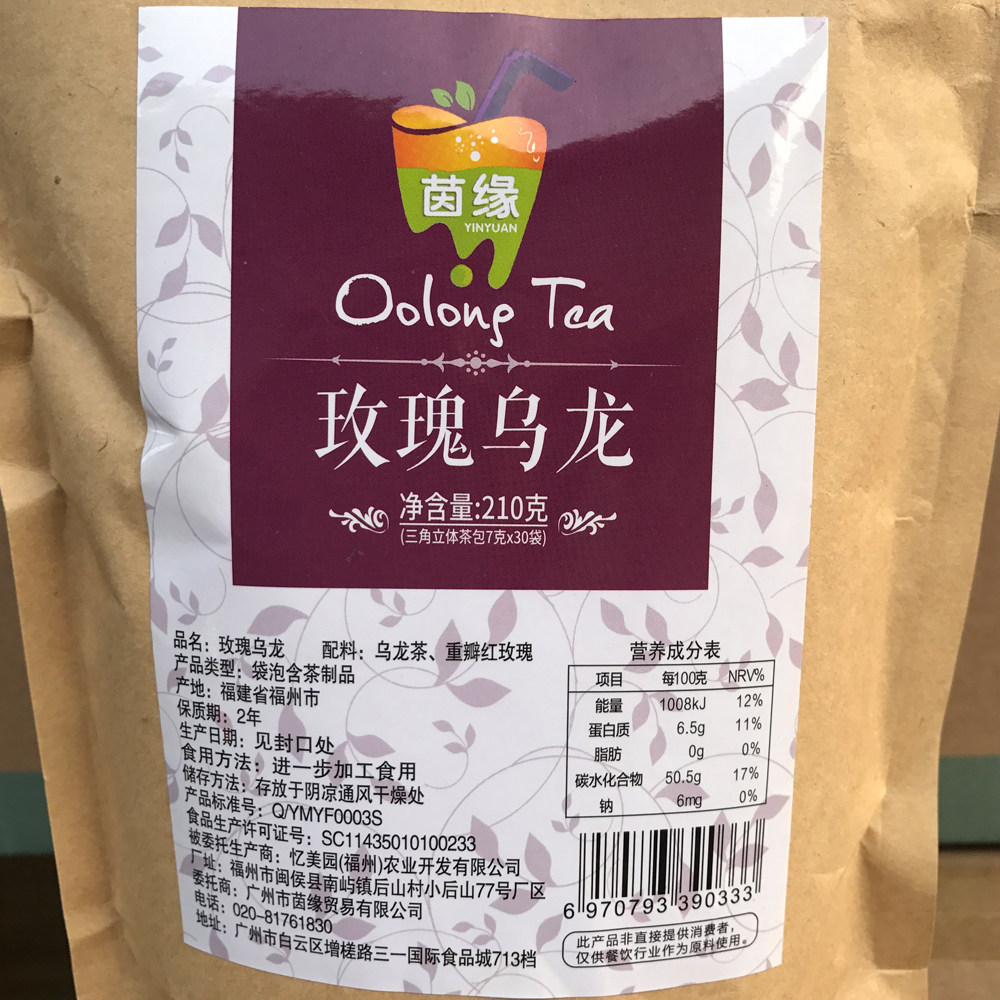 茵缘
YINYUAN
Oolong Tea
玫瑰乌龙
净含量:210克
(三角立体茶包7克x30袋)
品名：玫瑰乌龙 配料：乌龙茶、重瓣红玫瑰
产品类型：袋泡含茶制品
产地：福建省福州市
保质期：2年
生产日期：见封口处
食用方法：进一步加工食用
储存方法：存放于阴凉通风干燥处
产品标准号：Q/YMYF0003S
食品生产许可证号：SC11435010100233
被委托生产商：忆美园(福州)农业开发有限公司
厂址：福州市闽侯县南屿镇后山村小后山77号厂区
委托商：广州市茵缘贸易有限公司
电话：020-81761830
地址：广州市白云区增槎路三一国际食品城713档
营养成分表
项目 每100克 NRV%
能量 1008kJ 12%
蛋白质 6.5g 11%
脂肪 0g 0%
碳水化合物 50.5g 17%
钠 6mg 0%
6 970793 390333
此产品非直接提供消费者，
仅供餐饮行业作为原料使用。